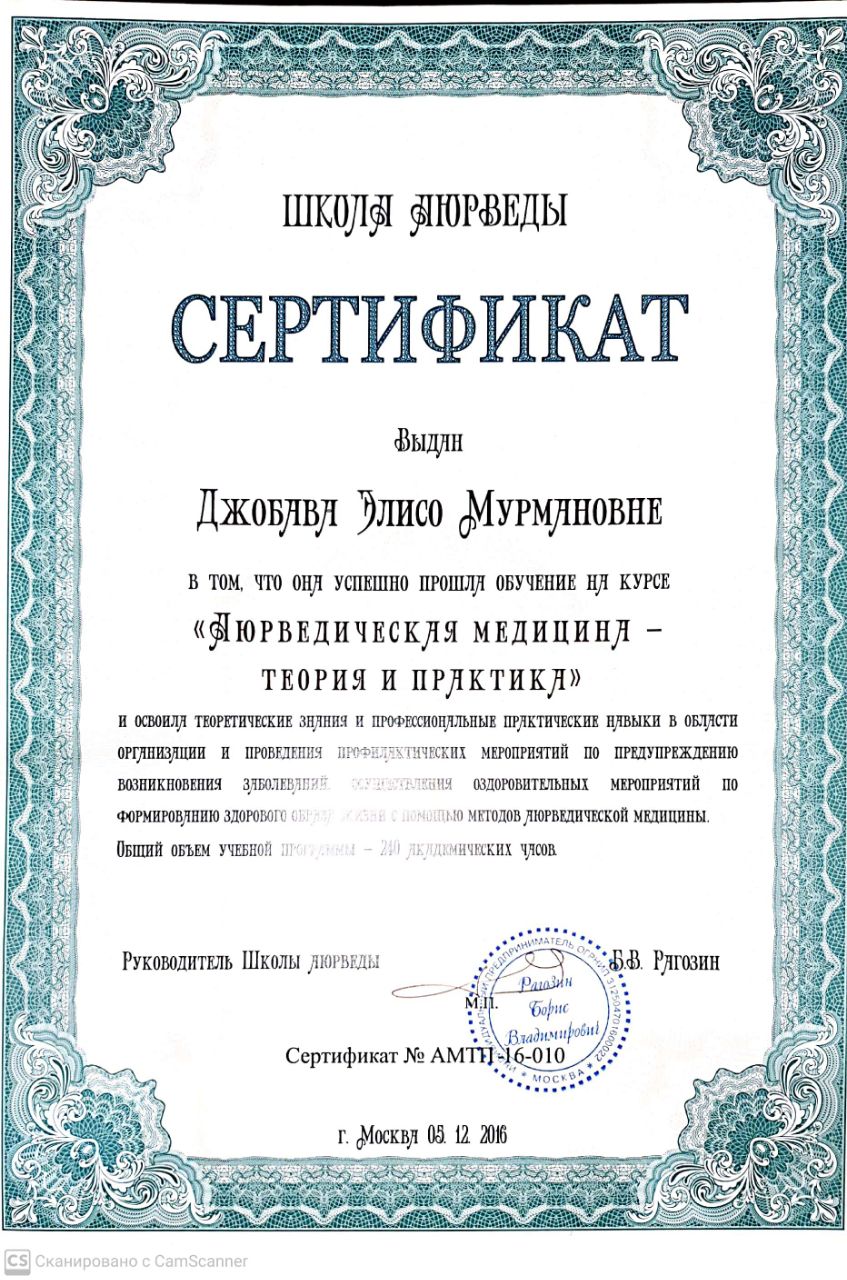 ШКОЛА АЮРВЕДЫ
СЕРТИФИКАТ
Выдан
Джобава Элисо Мурмановне
в том, что она успешно прошла обучение на курсе
«Аюрведическая медицина –
теория и практика»
и освоила теоретические знания и профессиональные практические навыки в области
организации и проведения профилактических мероприятий по предупреждению
возникновения заболеваний, осуществления оздоровительных мероприятий по
формированию здорового образа жизни с помощью методов аюрведической медицины.
Общий объем учебной программы – 240 академических часов.
Руководитель Школы аюрведы Б.В. Рагозин
М.П.
ИНДИВИДУАЛЬНЫЙ ПРЕДПРИНИМАТЕЛЬ ОГРНИП
Рагозин
Борис
Владимирович
* МОСКВА *
Сертификат № АМТП-16-010
г. Москва 05. 12. 2016
CS Сканировано с CamScanner